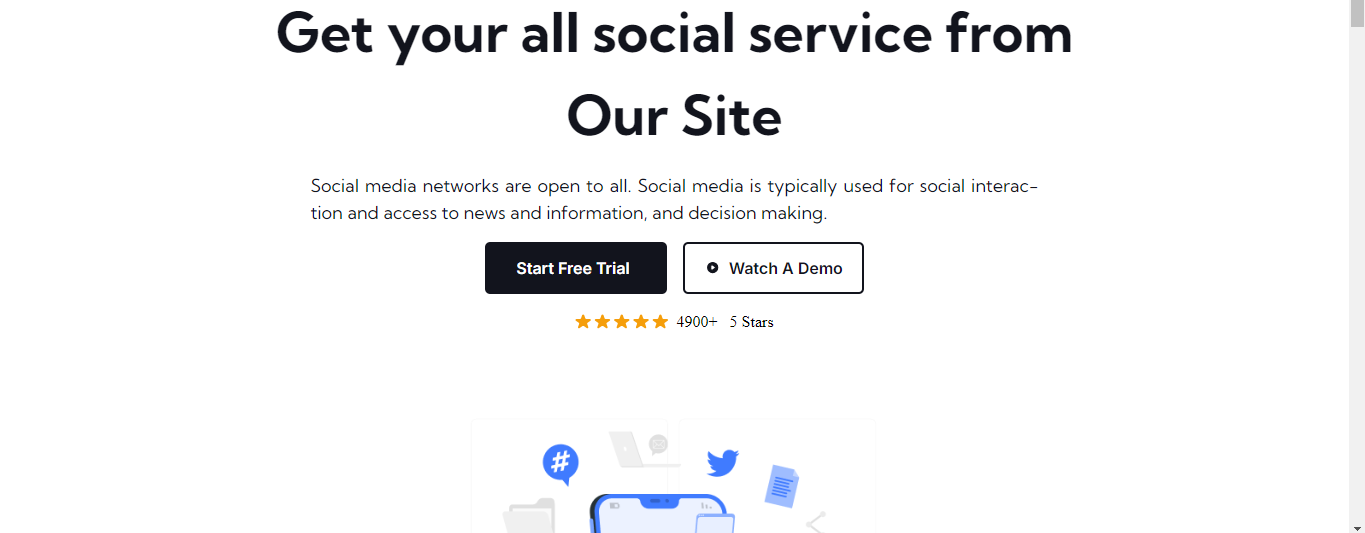 Get your all social service from
Our Site
Social media networks are open to all. Social media is typically used for social interac-
tion and access to news and information, and decision making.
Start Free Trial
Watch A Demo
4900+ 5 Stars
#